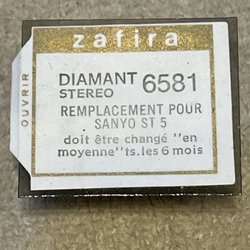 zafira
OUVRIR
DIAMANT 6581
STEREO
REMPLACEMENT POUR
SANYO ST 5
doit être changé "en
moyenne" ts.les 6 mois